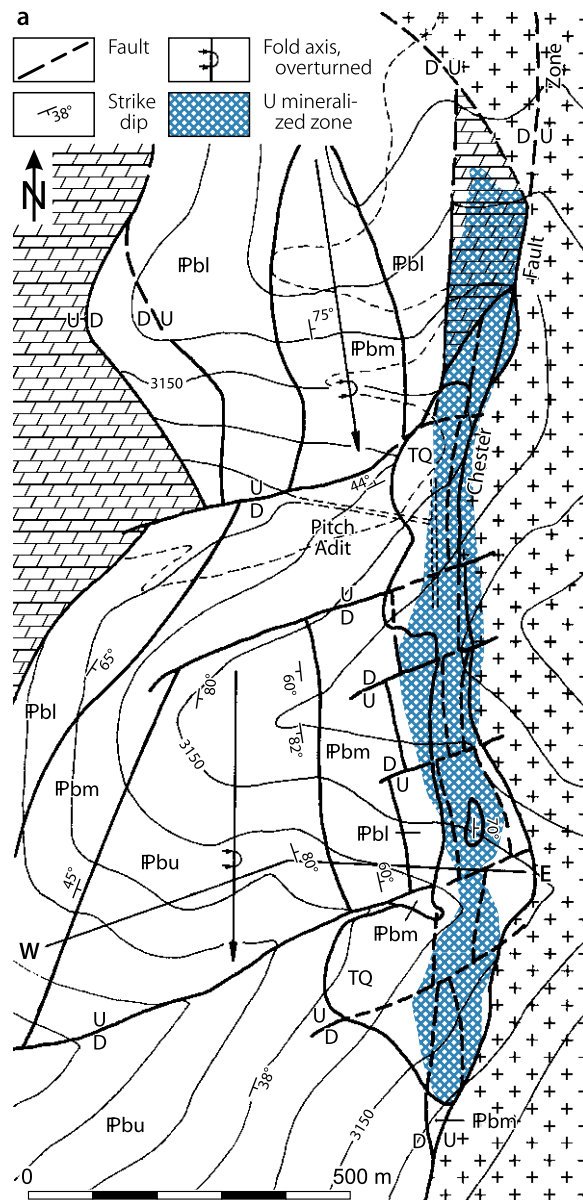 a
Fault
Fold axis,
overturned
38°
Strike
dip
U minerali-
zed zone
N
D U
Zone
D U
ℙbl
ℙbl
Fault
U D
D U
75°
ℙbm
3150
TQ
Chester
44°
U
D
Pitch
Adit
U
D
65°
80°
60°
D
U
ℙbl
3150
82°
ℙbm
D
U
ℙbm
ℙbl
70°
ℙbu
80°
60°
E
45°
W
ℙbm
TQ
U
D
U
D
38°
ℙbu
3150
ℙbm
D U
0
500 m